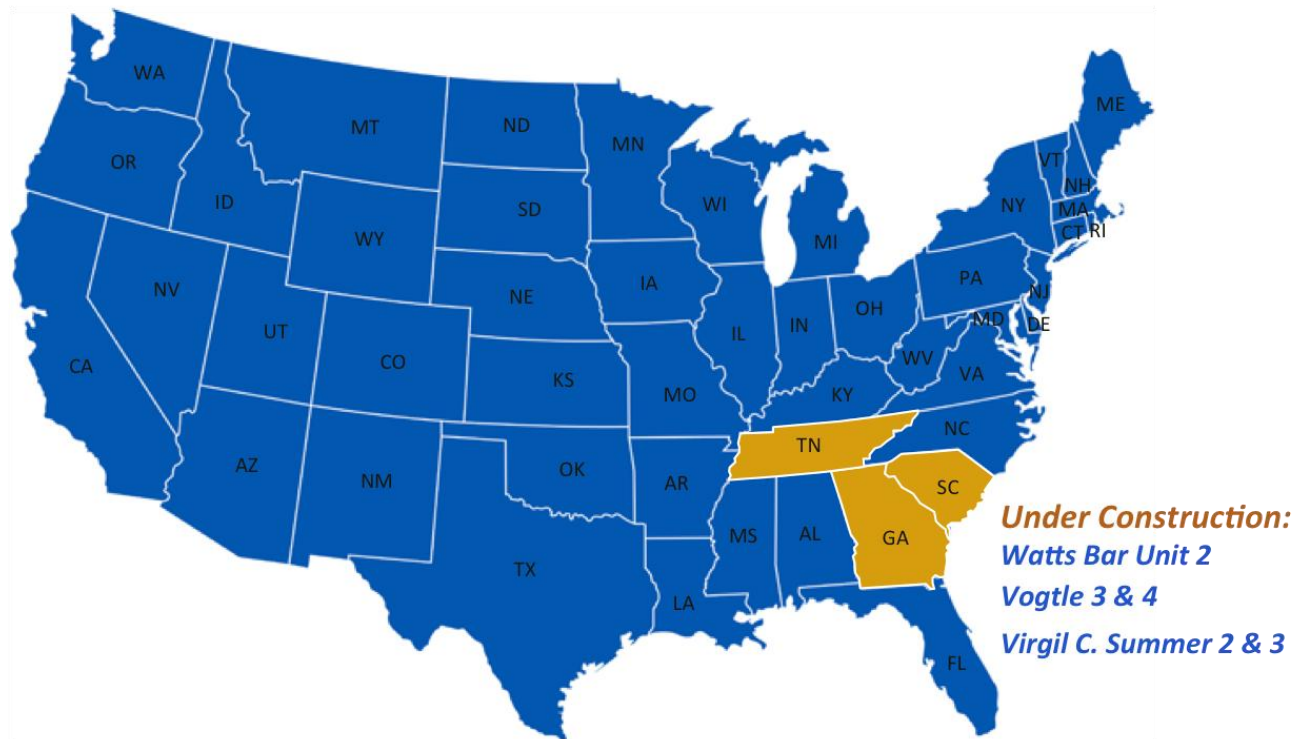 WA
MT
ND
MN
ME
OR
ID
SD
WI
VT
NH
NY
MA
CT
RI
WY
MI
NV
NE
IA
PA
NJ
UT
CO
IL
IN
OH
MD
DE
CA
KS
MO
WV
VA
KY
AZ
NM
OK
AR
TN
NC
SC
TX
MS
AL
GA
LA
FL
Under Construction:
Watts Bar Unit 2
Vogtle 3 & 4
Virgil C. Summer 2 & 3